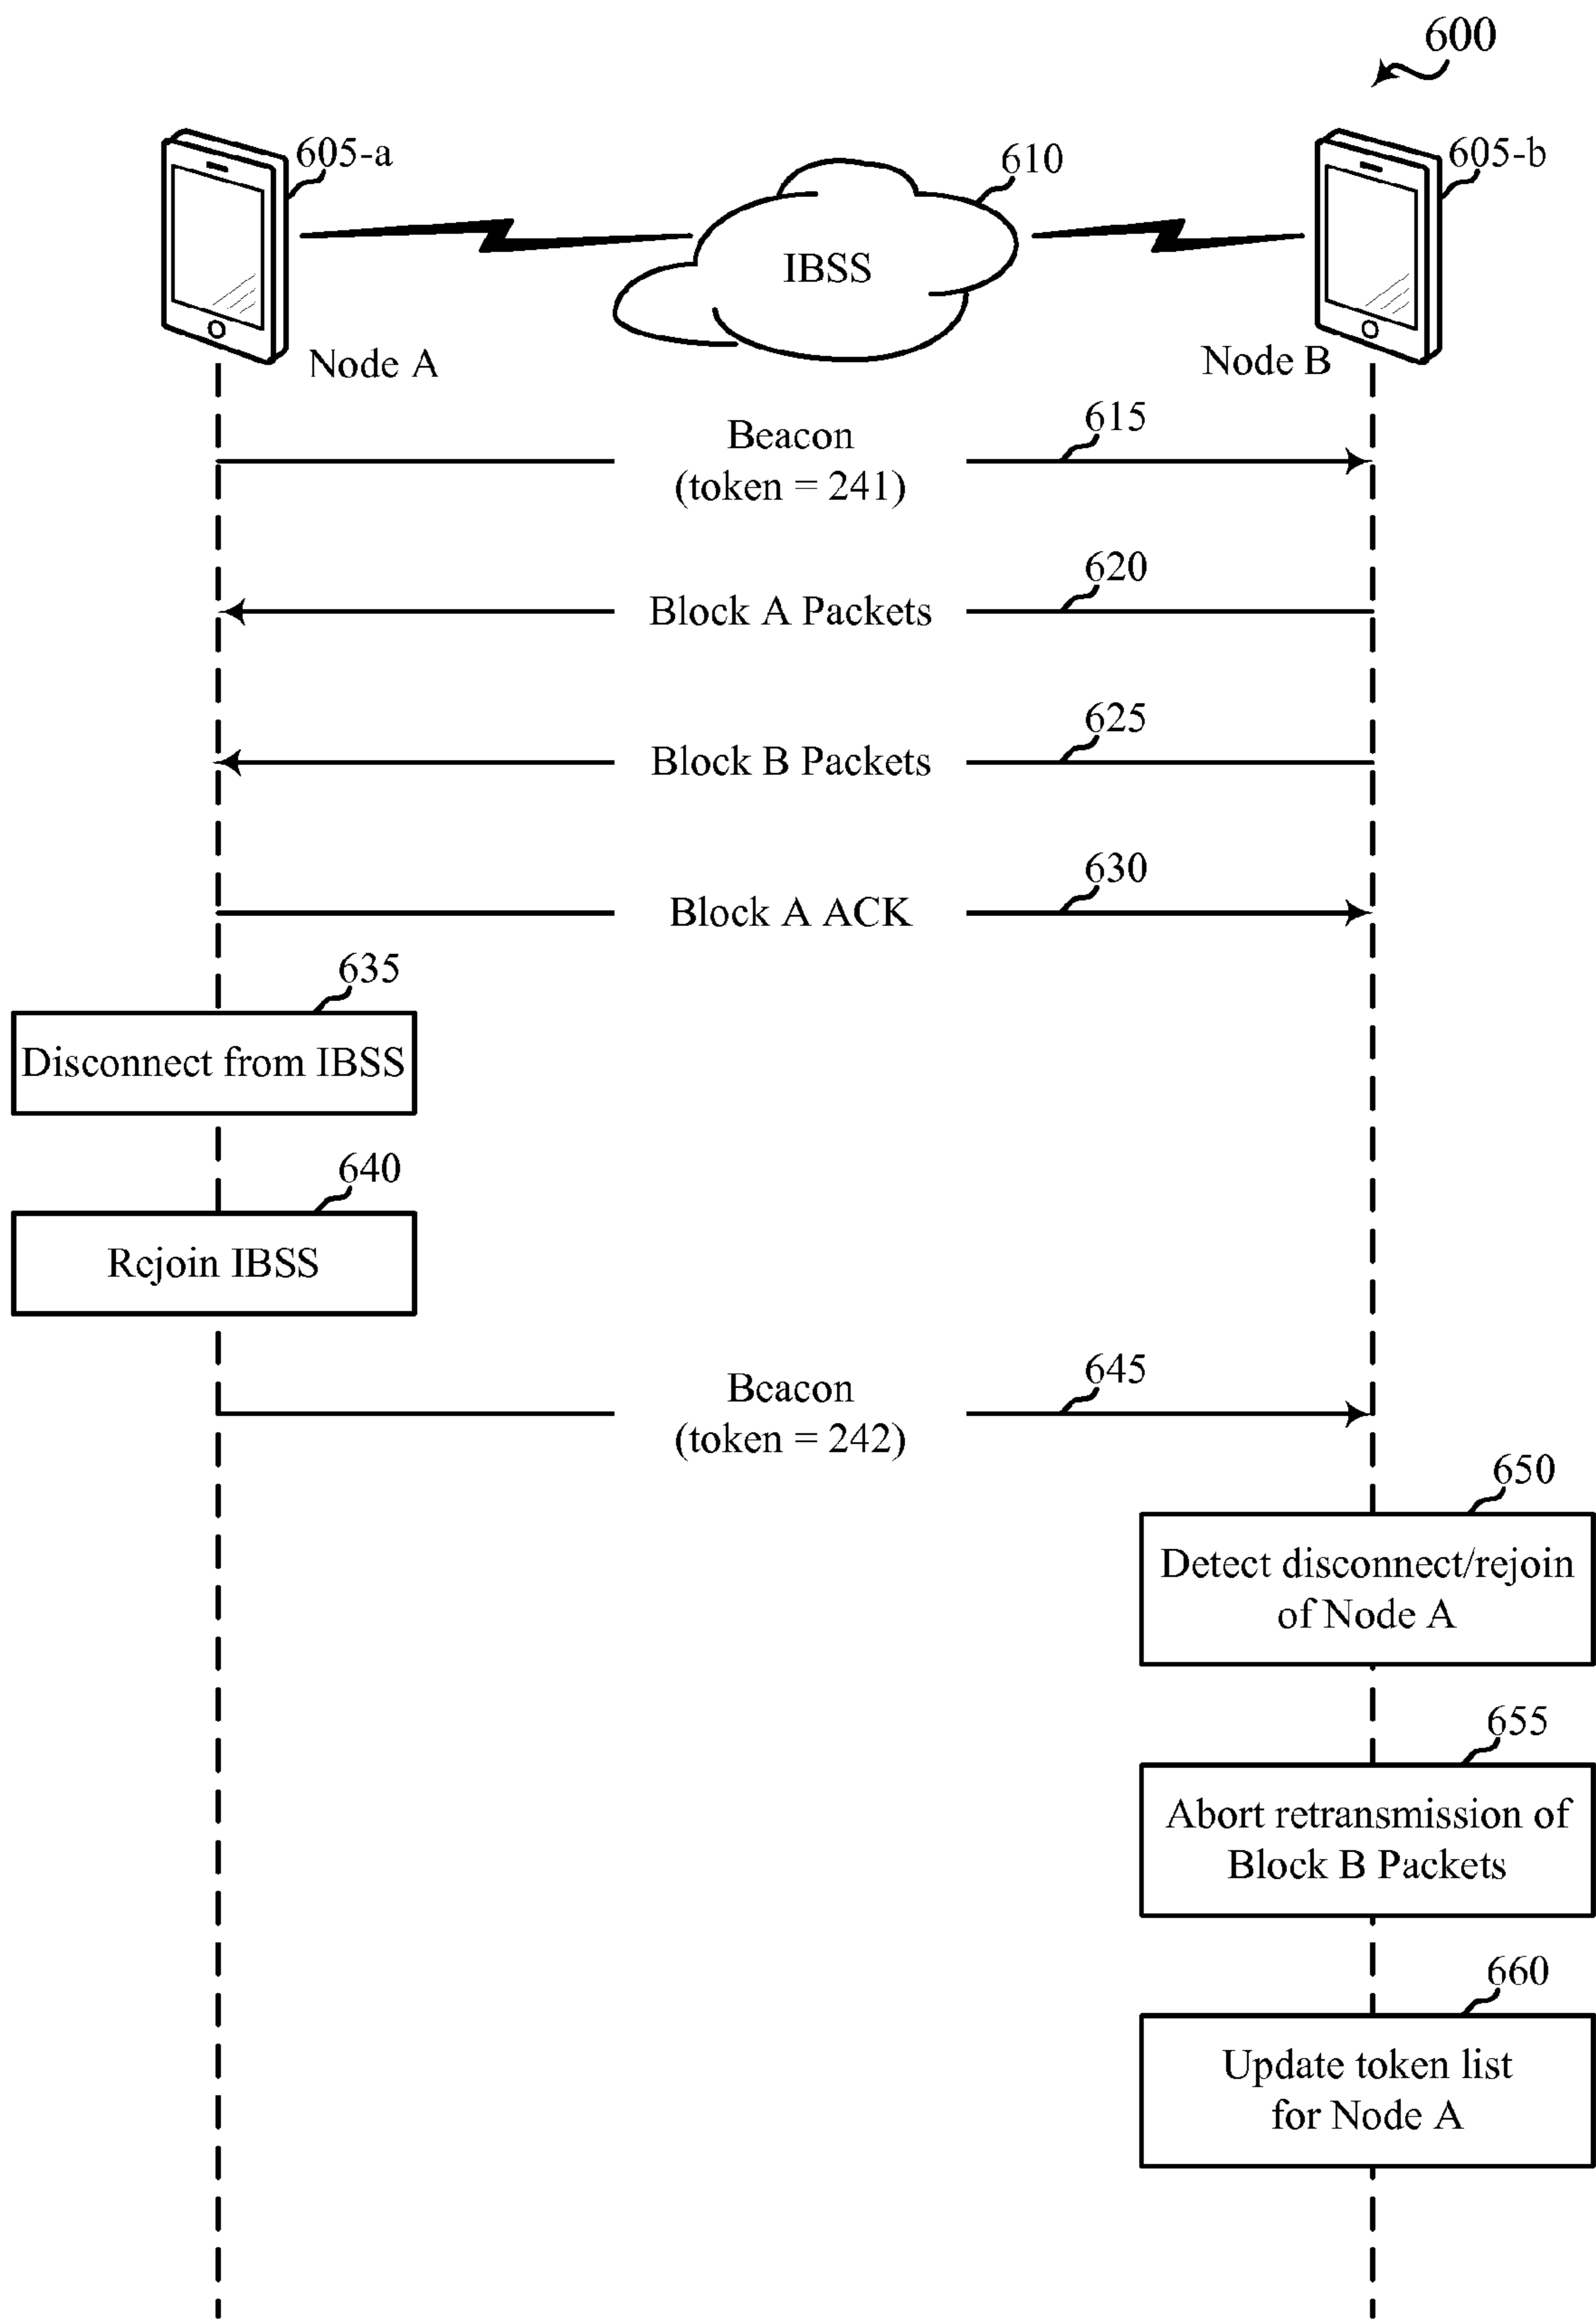 600
605-a
610
605-b
IBSS
Node A
Node B
615
Beacon
(token = 241)
620
Block A Packets
625
Block B Packets
630
Block A ACK
635
Disconnect from IBSS
640
Rejoin IBSS
645
Beacon
(token = 242)
650
Detect disconnect/rejoin
of Node A
655
Abort retransmission of
Block B Packets
660
Update token list
for Node A